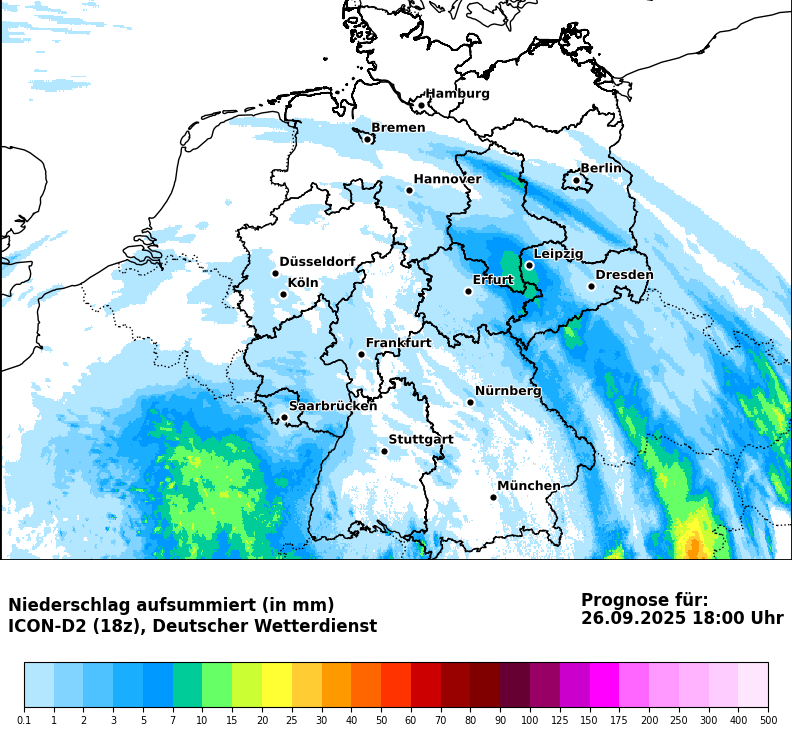 Hamburg
Bremen
Berlin
Hannover
Leipzig
Düsseldorf
Dresden
Köln
Erfurt
Frankfurt
Nürnberg
Saarbrücken
Stuttgart
München
Niederschlag aufsummiert (in mm)
ICON-D2 (18z), Deutscher Wetterdienst
Prognose für:
26.09.2025 18:00 Uhr
0.1 1 2 3 5 7 10 15 20 25 30 40 50 60 70 80 90 100 125 150 175 200 250 300 400 500